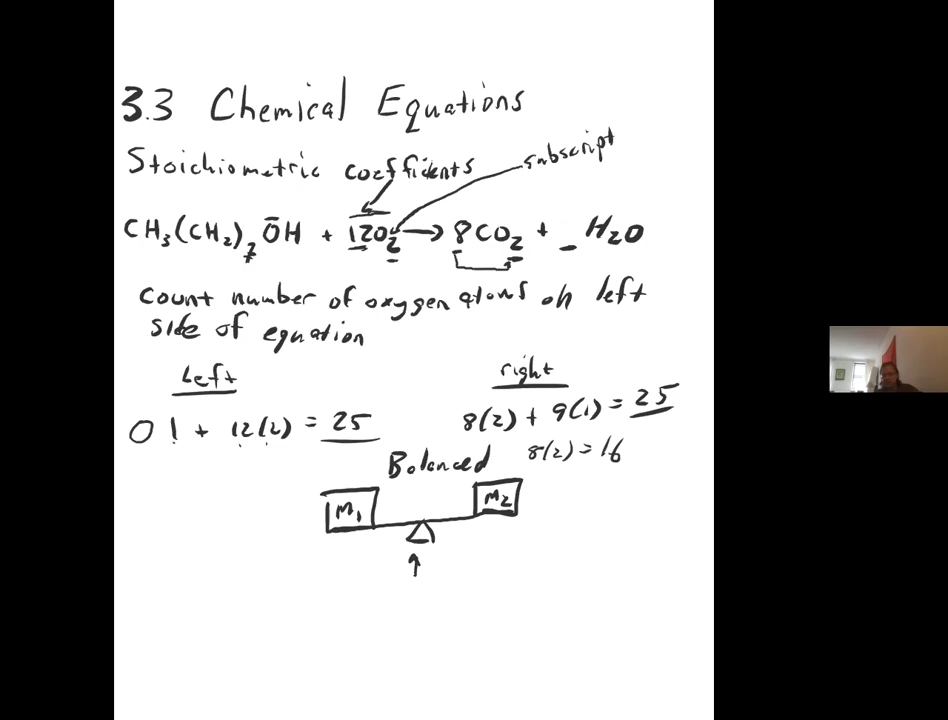 3.3 Chemical Equations
Stoichiometric coefficients
subscript
CH₃(CH₂)₇ŌH + 12O₂ → 8CO₂ + _ H₂O
count number of oxygen atoms on left
side of equation
Left
right
O 1 + 12(2) = 25
8(2) + 9(1) = 25
8(2) = 16
Balanced
M₁
M₂